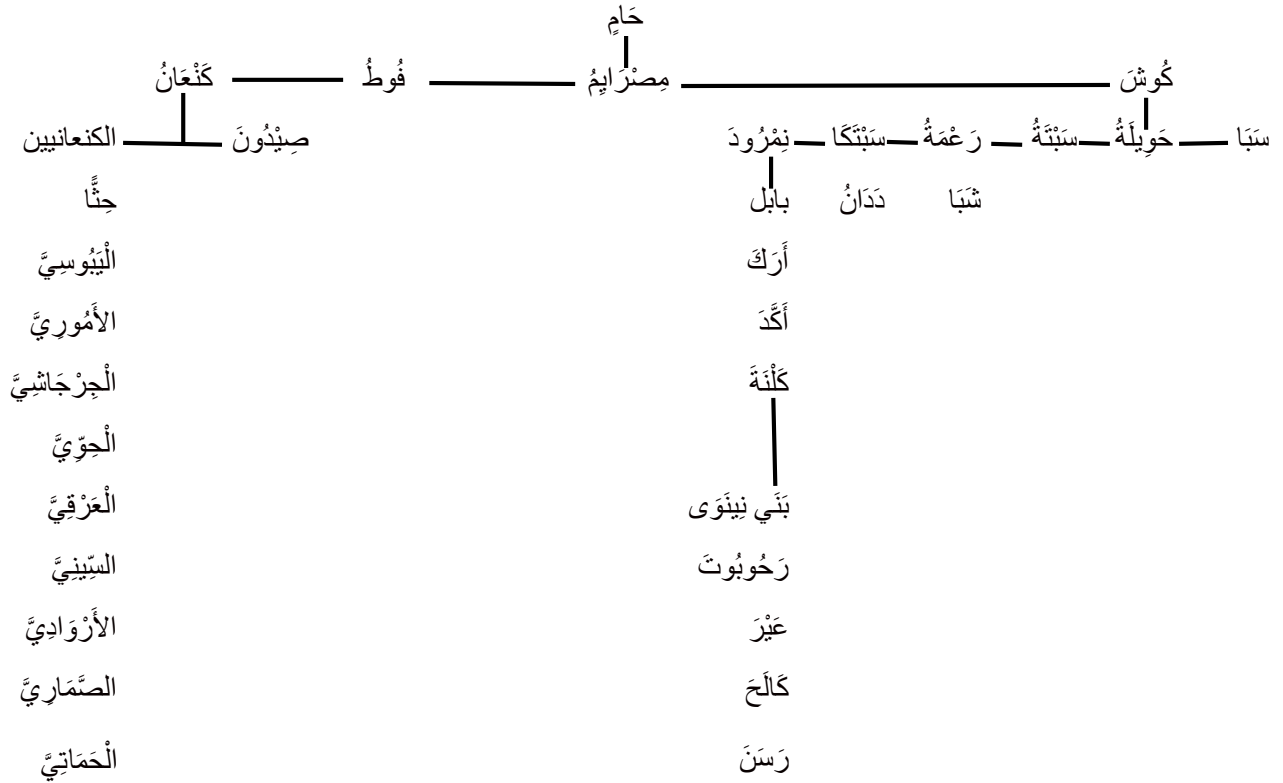 حَامٍ
كُوشَ مِصْرَايِمُ فُوطُ كَنْعَانُ
سَبَا حَوِيلَةُ سَبْتَةُ رَعْمَةُ سَبْتَكَا نِمْرُودَ صِيْدُونَ الكنعانيين
شَبَا دَدَانُ بابل حِثًّا
أَرَكَ الْيَبُوسِيَّ
أَكَّدَ الأَمُورِيَّ
كَلْنَةَ الْجِرْجَاشِيَّ
الْحِوِّيَّ
بَنَي نِينَوَى الْعَرْقِيَّ
رَحُوبُوتَ السِّينِيَّ
عَيْرَ الأَرْوَادِيَّ
كَالَحَ الصَّمَارِيَّ
رَسَنَ الْحَمَاتِيَّ